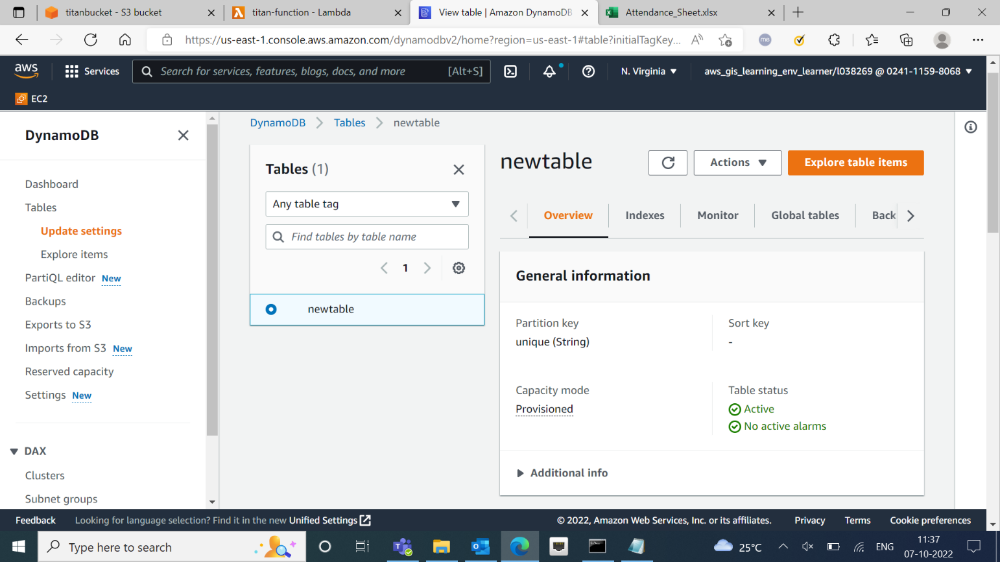 titanbucket - S3 bucket
titan-function - Lambda
View table | Amazon DynamoDB
Attendance_Sheet.xlsx
https://us-east-1.console.aws.amazon.com/dynamodbv2/home?region=us-east-1#table?initialTagKey...
me
aws
Services
Search for services, features, blogs, docs, and more [Alt+S]
N. Virginia
aws_gis_learning_env_learner/l038269 @ 0241-1159-8068
EC2
DynamoDB
Dashboard
Tables
Update settings
Explore items
PartiQL editor New
Backups
Exports to S3
Imports from S3 New
Reserved capacity
Settings New
DAX
Clusters
Subnet groups
DynamoDB Tables newtable
Tables (1)
Any table tag
Find tables by table name
1
newtable
newtable
Actions
Explore table items
Overview Indexes Monitor Global tables Back
General information
Partition key
unique (String)
Sort key
-
Capacity mode
Provisioned
Table status
Active
No active alarms
Additional info
Feedback Looking for language selection? Find it in the new Unified Settings
© 2022, Amazon Web Services, Inc. or its affiliates. Privacy Terms Cookie preferences
Type here to search
25°C
ENG
11:37
07-10-2022